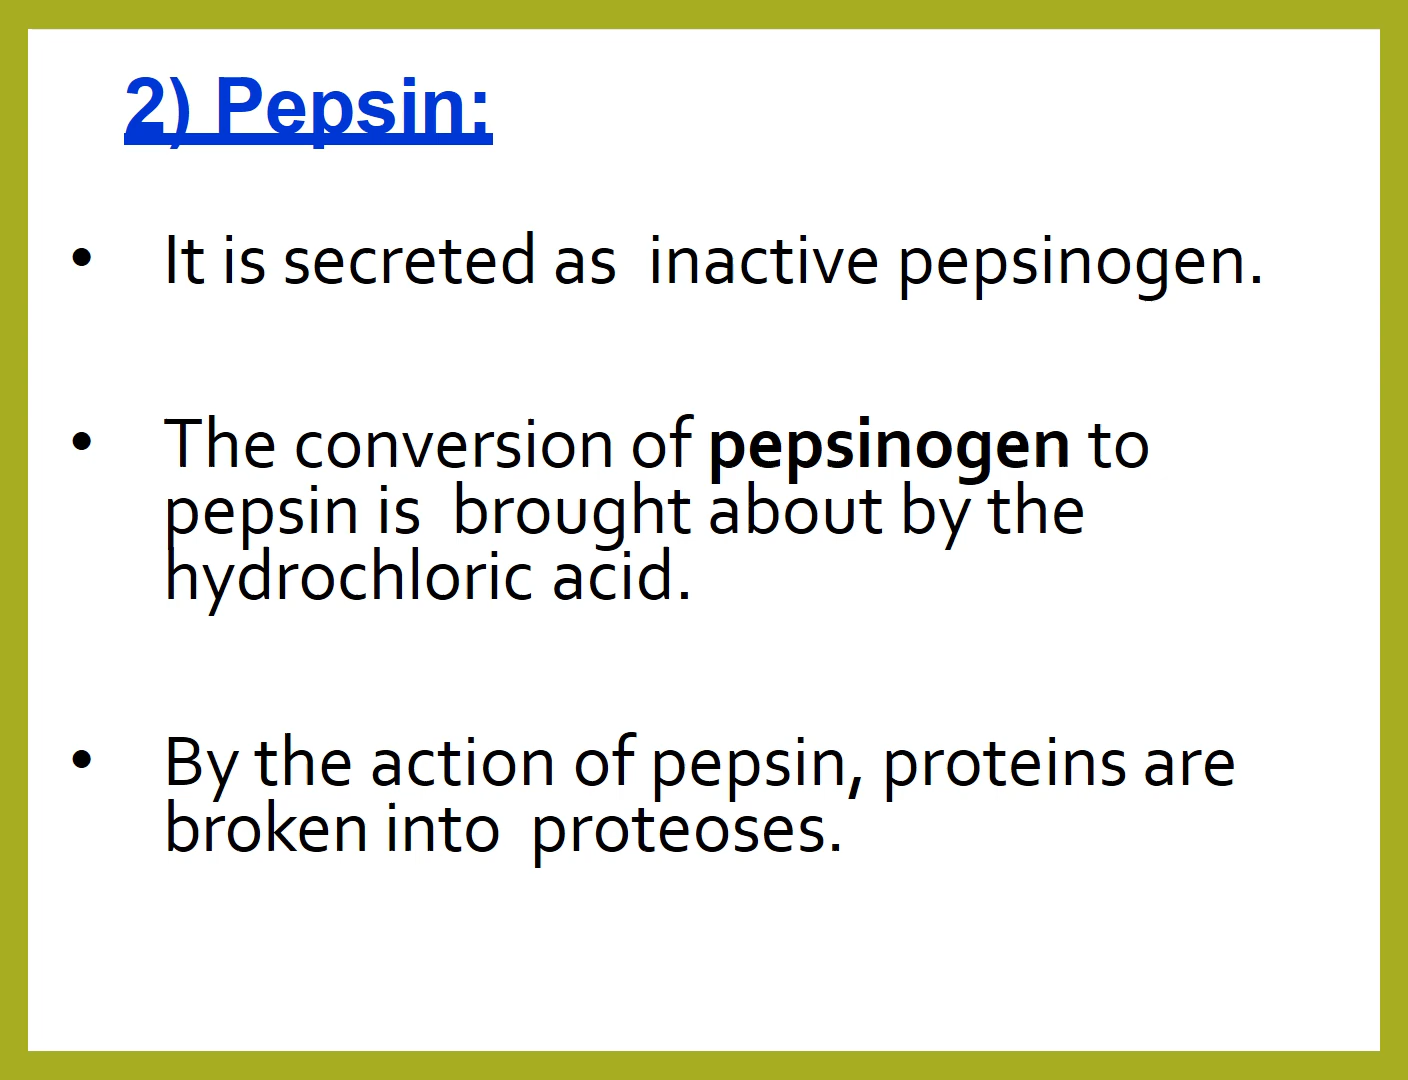 2) Pepsin:
• It is secreted as  inactive pepsinogen.
• The conversion of pepsinogen to
pepsin is  brought about by the
hydrochloric acid.
• By the action of pepsin, proteins are
broken into  proteoses.